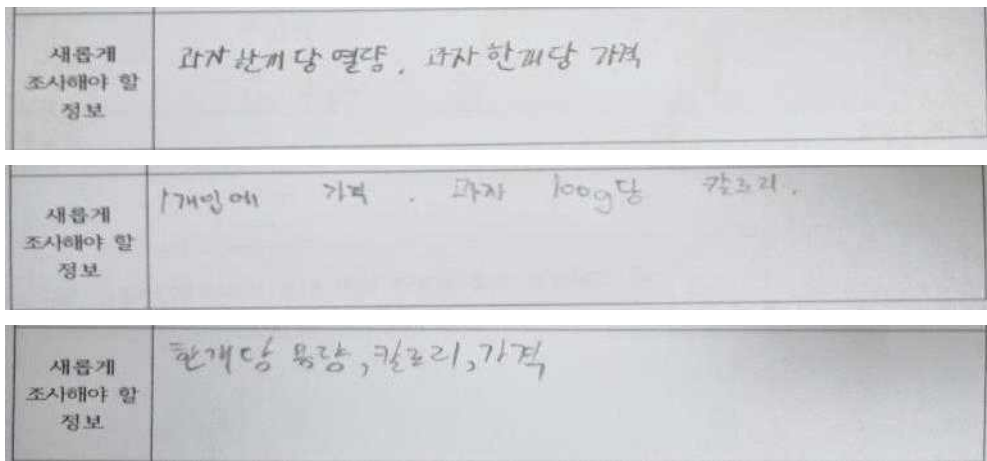 새롭게
조사해야 할
정보
과자 한개 당 열량, 과자 한개당 가격
새롭게
조사해야 할
정보
1개입에 가격. 과자 100g당 칼로리.
새롭게
조사해야 할
정보
한개당 용량, 칼로리, 가격